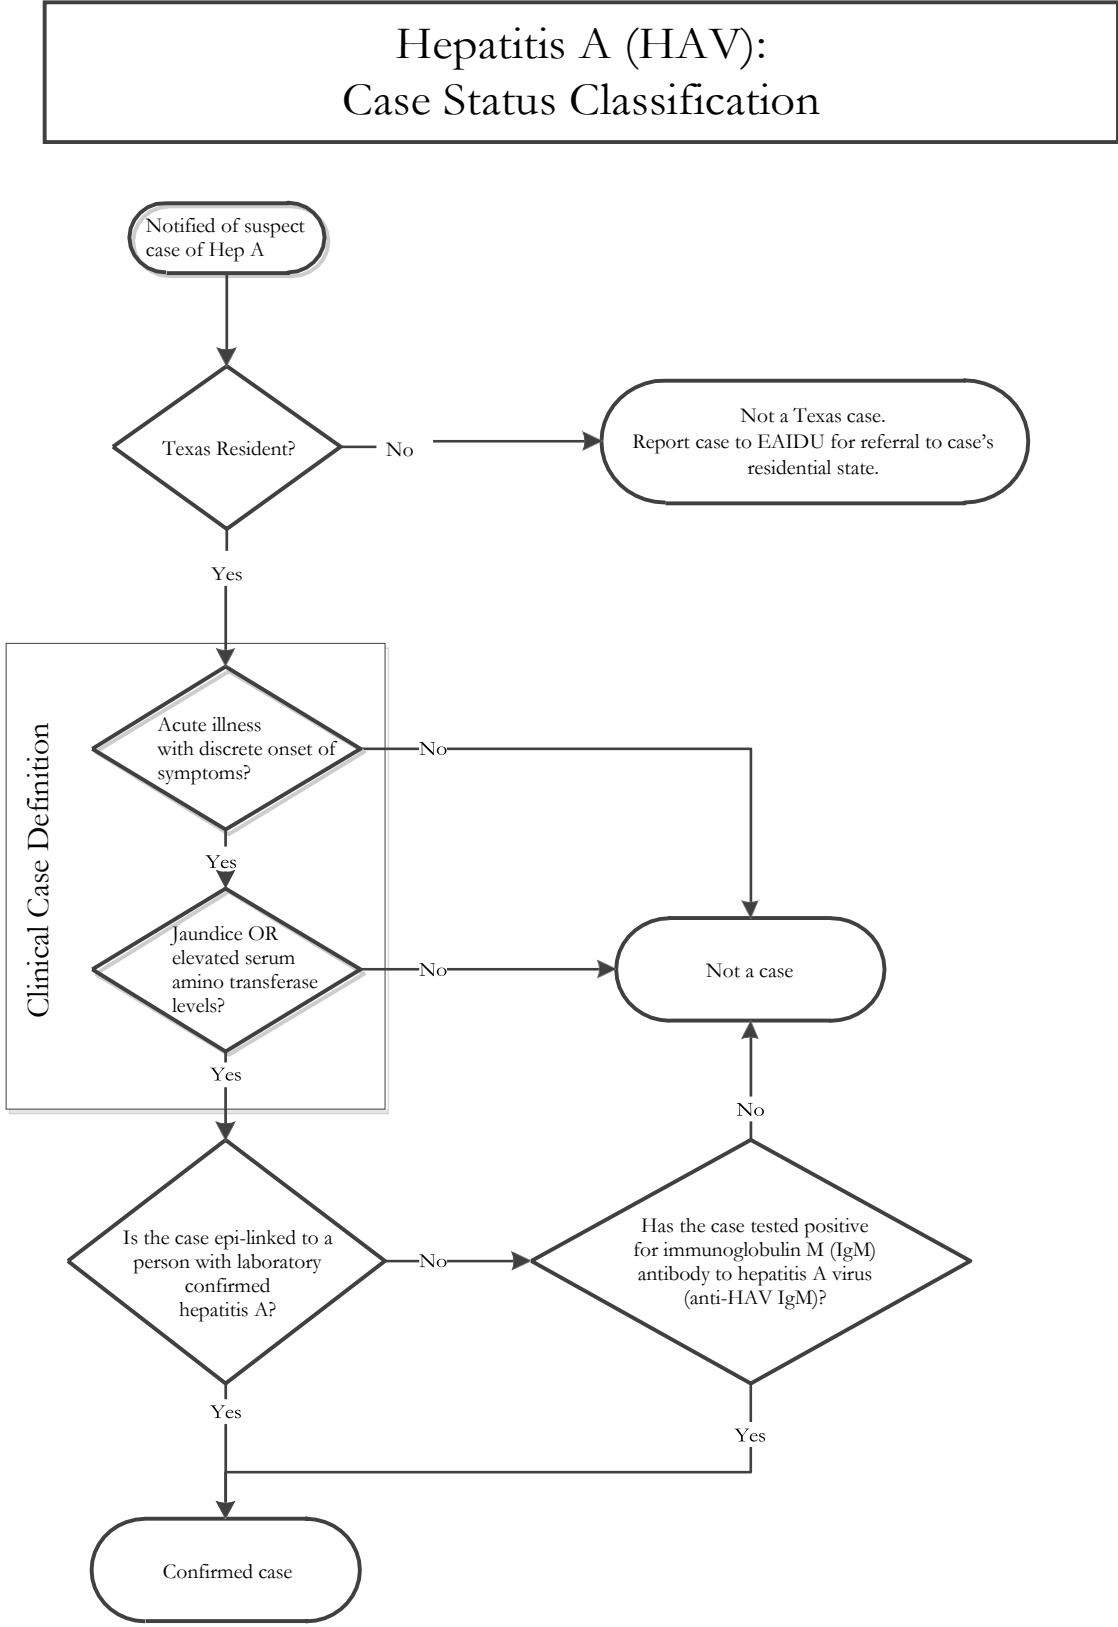 Hepatitis A (HAV):
Case Status Classification
Notified of suspect
case of Hep A
Texas Resident?
No
Not a Texas case.
Report case to EAIDU for referral to case's
residential state.
Yes
Clinical Case Definition
Acute illness
with discrete onset of
symptoms?
No
Yes
Jaundice OR
elevated serum
amino transferase
levels?
No
Not a case
Yes
No
Is the case epi-linked to a
person with laboratory
confirmed
hepatitis A?
No
Has the case tested positive
for immunoglobulin M (IgM)
antibody to hepatitis A virus
(anti-HAV IgM)?
Yes
Yes
Confirmed case